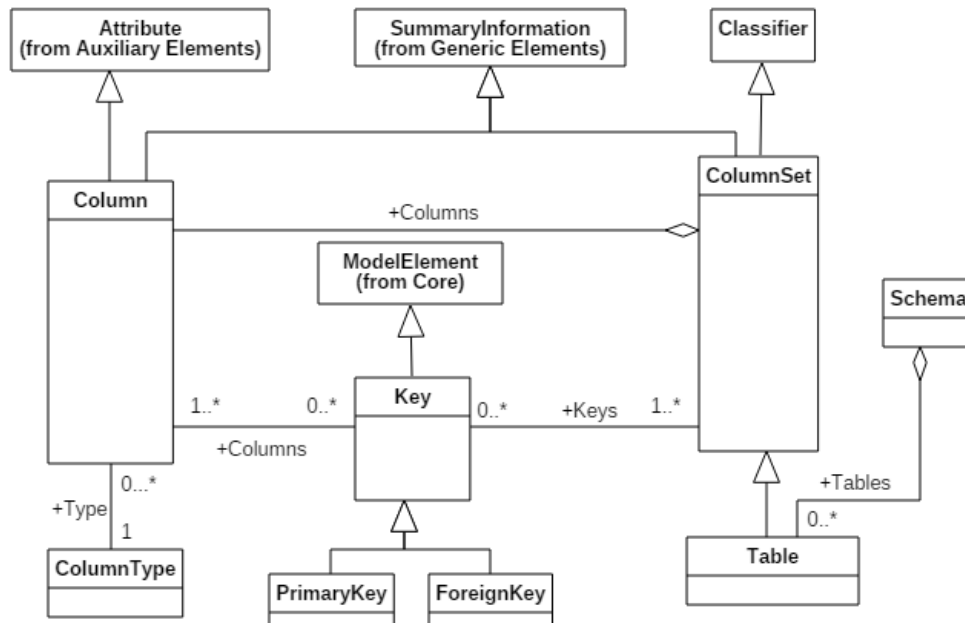 Attribute
(from Auxiliary Elements)
SummaryInformation
(from Generic Elements)
Classifier
Column
ColumnSet
+Columns
ModelElement
(from Core)
Schema
Key
1..*
0..*
0..*
+Keys
1..*
+Columns
0...*
+Type
1
+Tables
0..*
ColumnType
PrimaryKey
ForeignKey
Table